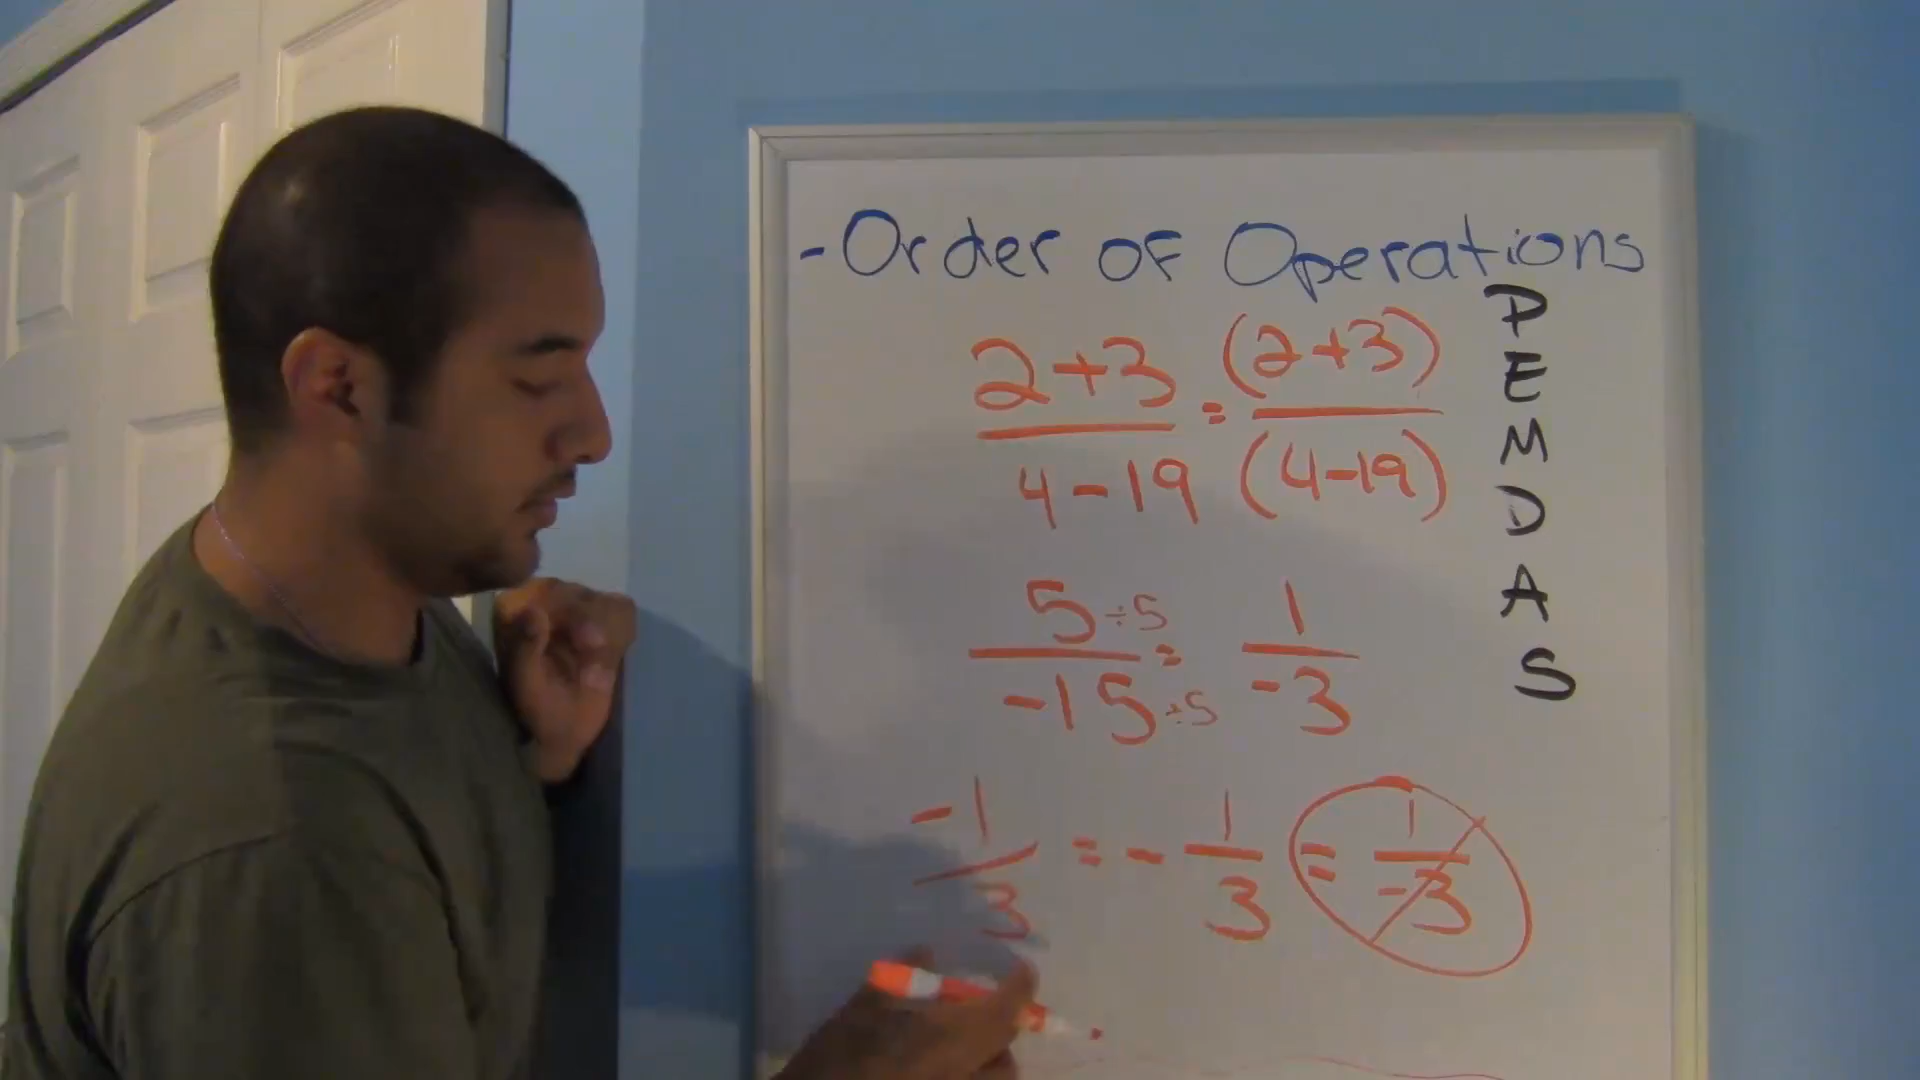 -Order of Operations
2+3 = (2+3)
4-19 (4-19)
P
E
M
D
A
S
5÷5 = 1
-15÷5 -3
-1 = - 1 = 1
3 3 -3